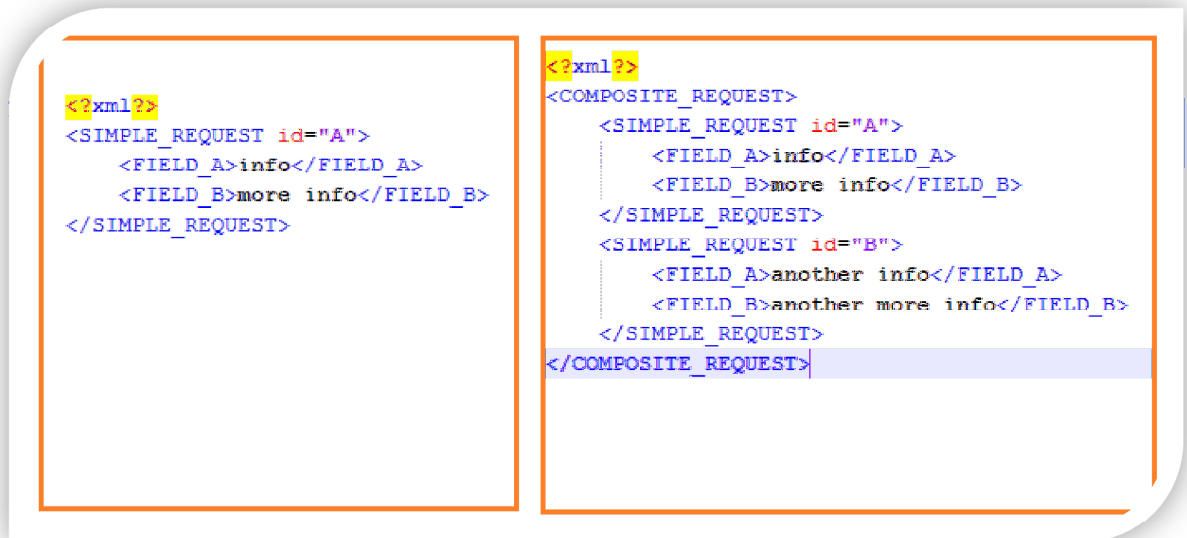 <?xml?>
<SIMPLE_REQUEST id="A">
    <FIELD_A>info</FIELD_A>
    <FIELD_B>more info</FIELD_B>
</SIMPLE_REQUEST>
<?xml?>
<COMPOSITE_REQUEST>
    <SIMPLE_REQUEST id="A">
        <FIELD_A>info</FIELD_A>
        <FIELD_B>more info</FIELD_B>
    </SIMPLE_REQUEST>
    <SIMPLE_REQUEST id="B">
        <FIELD_A>another info</FIELD_A>
        <FIELD_B>another more info</FIELD_B>
    </SIMPLE_REQUEST>
</COMPOSITE_REQUEST>